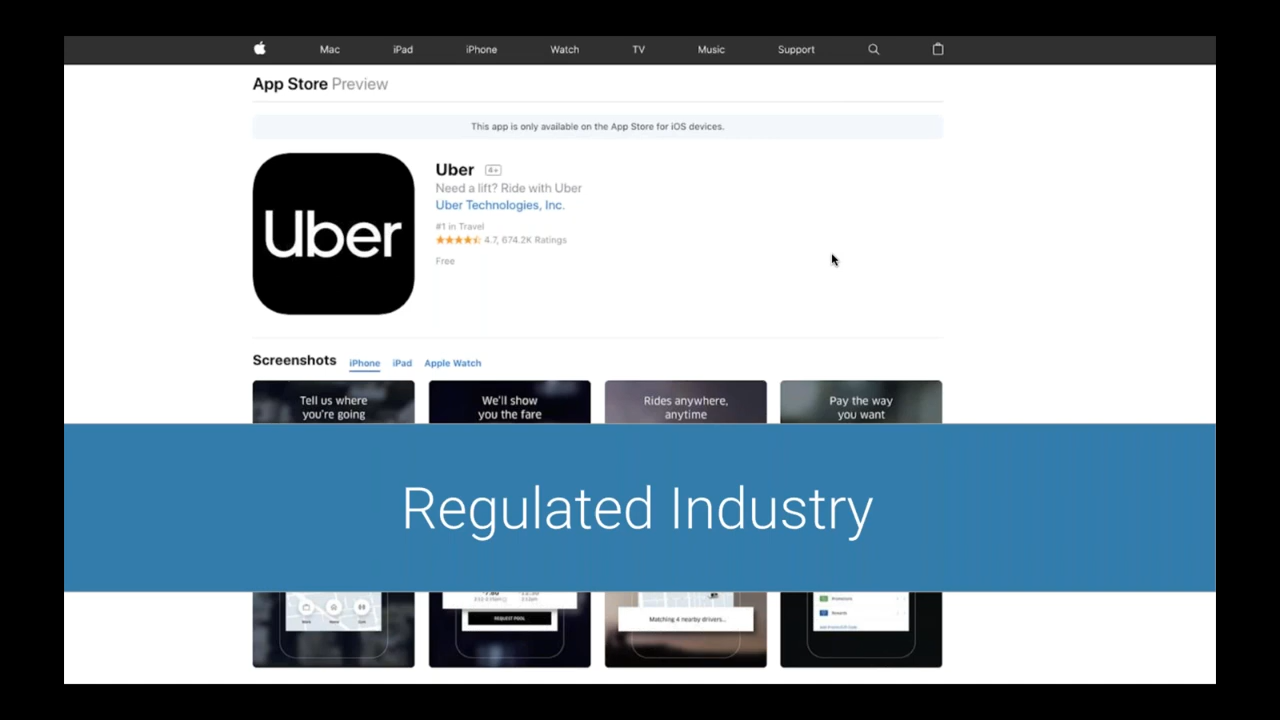 Mac iPad iPhone Watch TV Music Support
App Store Preview
This app is only available on the App Store for iOS devices.
Uber
Uber 4+
Need a lift? Ride with Uber
Uber Technologies, Inc.
#1 in Travel
4.7, 674.2K Ratings
Free
Screenshots iPhone iPad Apple Watch
Tell us where
you're going
We'll show
you the fare
Rides anywhere,
anytime
Pay the way
you want
Regulated Industry
REQUEST POOL
Matching 4 nearby drivers...
Promotions
Rewards